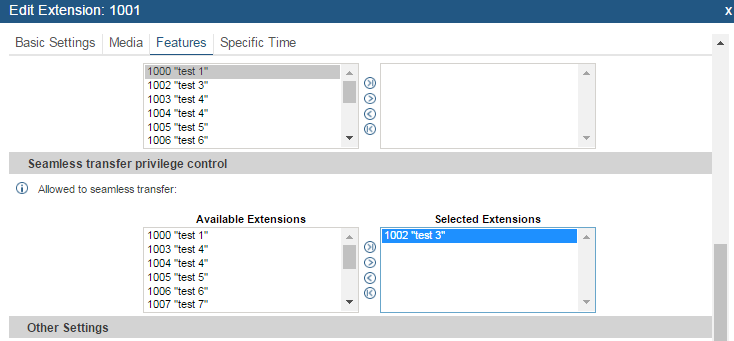 Edit Extension: 1001 X
Basic Settings Media Features Specific Time
1000 "test 1"
1002 "test 3"
1003 "test 4"
1004 "test 4"
1005 "test 5"
1006 "test 6"
Seamless transfer privilege control
Allowed to seamless transfer:
Available Extensions Selected Extensions
1000 "test 1" 1002 "test 3"
1003 "test 4"
1004 "test 4"
1005 "test 5"
1006 "test 6"
1007 "test 7"
Other Settings